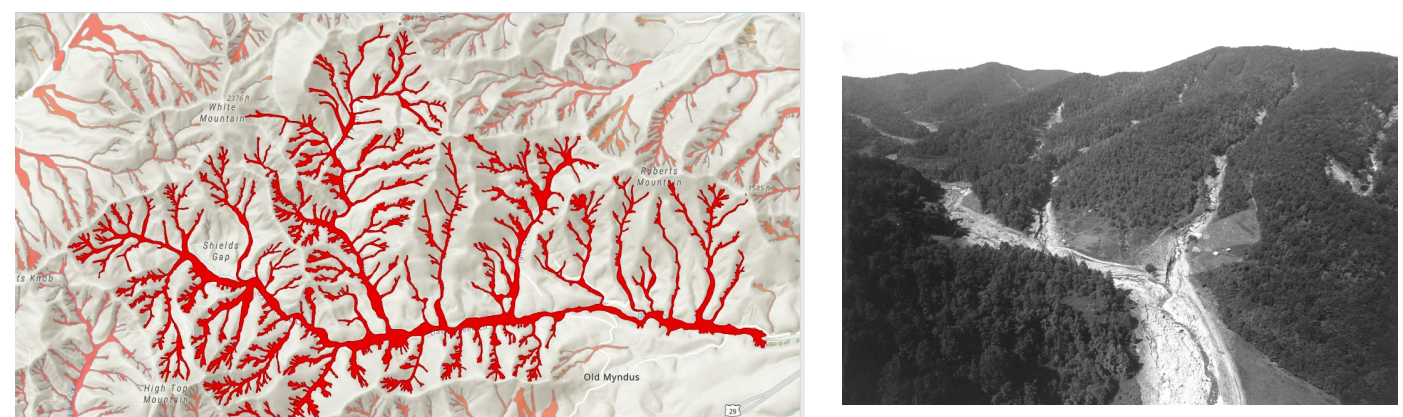 2376 ft
White
Mountain
Roberts
Mountain
1585 ft
Shields
Gap
ts Knob
Old Myndus
High Top
Mountain
29